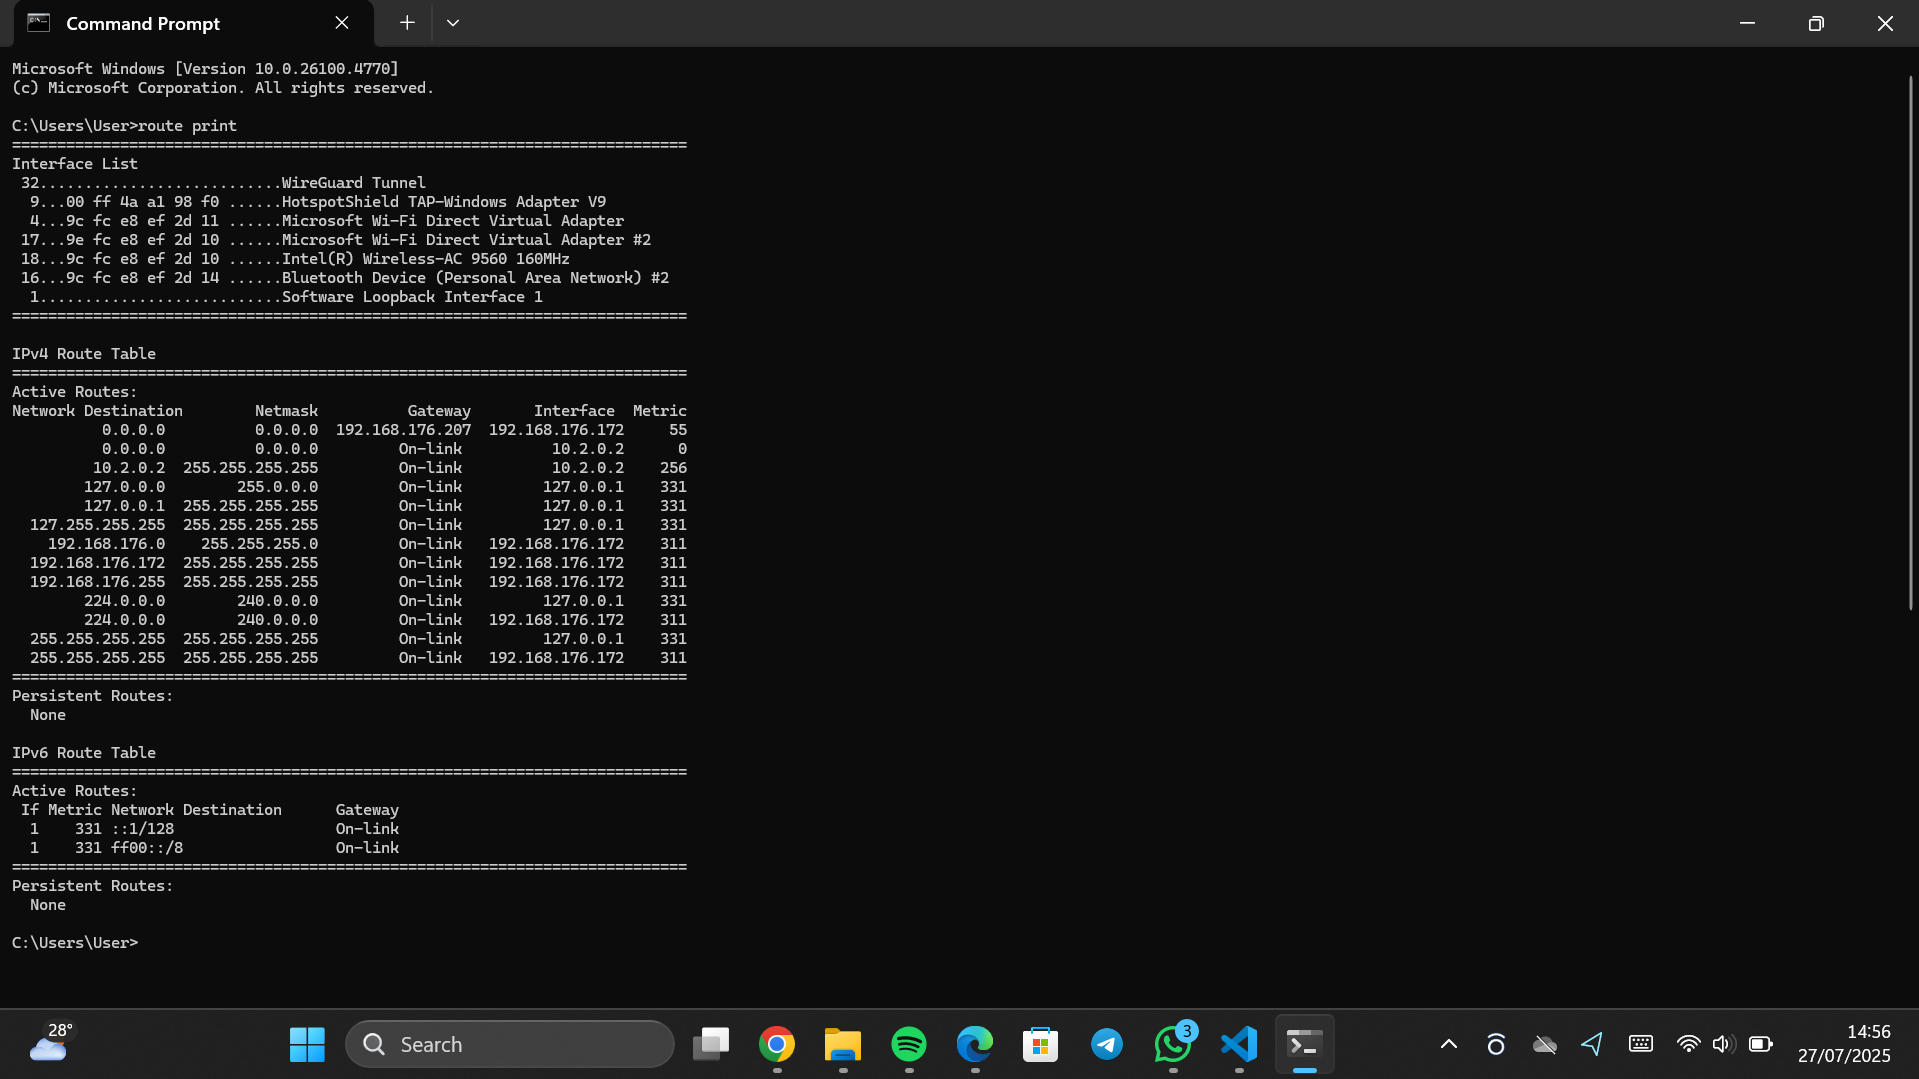 Command Prompt
Microsoft Windows [Version 10.0.26100.4770]
(c) Microsoft Corporation. All rights reserved.
C:\Users\User>route print
===========================================================================
Interface List
 32...........................WireGuard Tunnel
  9...00 ff 4a a1 98 f0 ......HotspotShield TAP-Windows Adapter V9
  4...9c fc e8 ef 2d 11 ......Microsoft Wi-Fi Direct Virtual Adapter
 17...9e fc e8 ef 2d 10 ......Microsoft Wi-Fi Direct Virtual Adapter #2
 18...9c fc e8 ef 2d 10 ......Intel(R) Wireless-AC 9560 160MHz
 16...9c fc e8 ef 2d 14 ......Bluetooth Device (Personal Area Network) #2
  1...........................Software Loopback Interface 1
===========================================================================
IPv4 Route Table
===========================================================================
Active Routes:
Network Destination        Netmask          Gateway       Interface  Metric
          0.0.0.0          0.0.0.0  192.168.176.207  192.168.176.172     55
          0.0.0.0          0.0.0.0         On-link          10.2.0.2      0
         10.2.0.2  255.255.255.255         On-link          10.2.0.2    256
        127.0.0.0        255.0.0.0         On-link         127.0.0.1    331
        127.0.0.1  255.255.255.255         On-link         127.0.0.1    331
  127.255.255.255  255.255.255.255         On-link         127.0.0.1    331
    192.168.176.0    255.255.255.0         On-link   192.168.176.172    311
  192.168.176.172  255.255.255.255         On-link   192.168.176.172    311
  192.168.176.255  255.255.255.255         On-link   192.168.176.172    311
        224.0.0.0        240.0.0.0         On-link         127.0.0.1    331
        224.0.0.0        240.0.0.0         On-link   192.168.176.172    311
  255.255.255.255  255.255.255.255         On-link         127.0.0.1    331
  255.255.255.255  255.255.255.255         On-link   192.168.176.172    311
===========================================================================
Persistent Routes:
  None
IPv6 Route Table
===========================================================================
Active Routes:
 If Metric Network Destination      Gateway
  1    331 ::1/128                  On-link
  1    331 ff00::/8                 On-link
===========================================================================
Persistent Routes:
  None
C:\Users\User>
28°
Search
3
14:56
27/07/2025